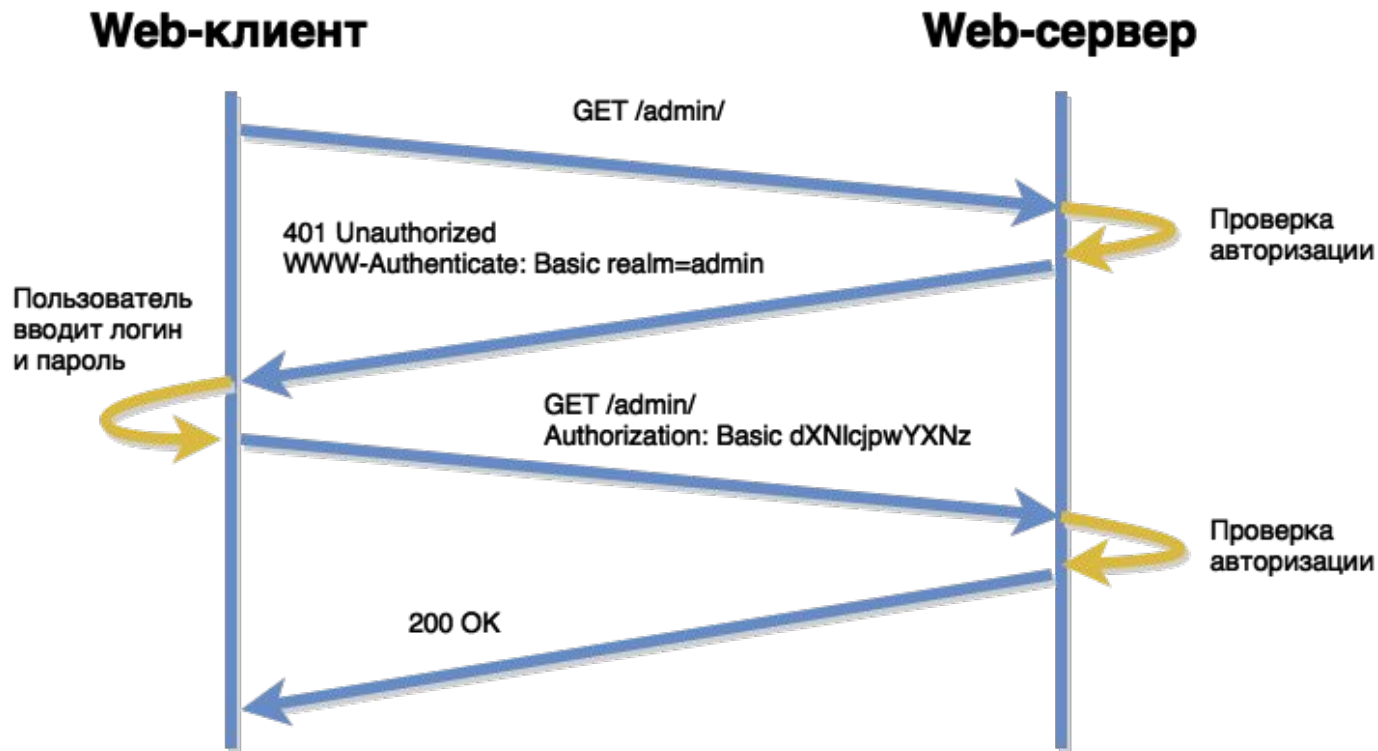 Web-клиент
Web-сервер
GET /admin/
Проверка
авторизации
401 Unauthorized
WWW-Authenticate: Basic realm=admin
Пользователь
вводит логин
и пароль
GET /admin/
Authorization: Basic dXNlcjpwYXNz
Проверка
авторизации
200 OK